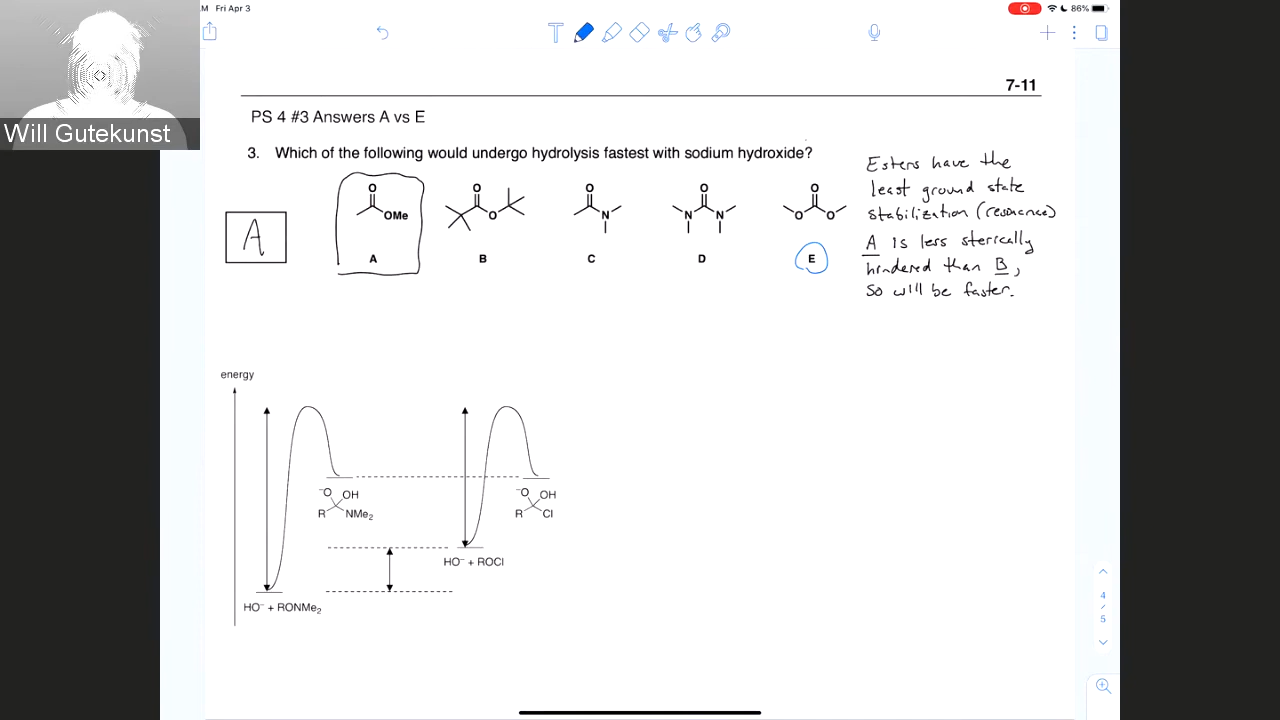 M Fri Apr 3
86%
Will Gutekunst
7-11
PS 4 #3 Answers A vs E
3. Which of the following would undergo hydrolysis fastest with sodium hydroxide?
A
O
OMe
A
O
O
B
O
N
C
O
N N
D
O
O O
E
Esters have the
least ground state
stabilization (resonance)
A is less sterically
hindered than B,
so will be faster.
energy
⁻O OH
R NMe₂
⁻O OH
R Cl
HO⁻ + ROCl
HO⁻ + RONMe₂
4
/
5